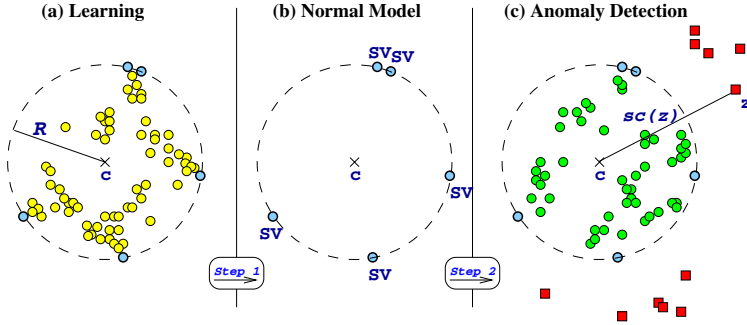 (a) Learning
(b) Normal Model
(c) Anomaly Detection
R
c
SV SV
c
SV
SV
SV
sc(z)
z
c
Step_1
Step_2